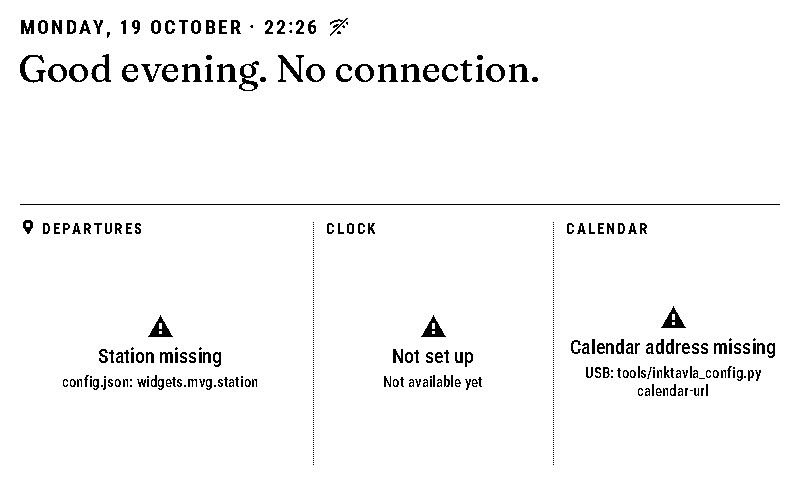 MONDAY, 19 OCTOBER · 22:26
Good evening. No connection.
DEPARTURES
Station missing
config.json: widgets.mvg.station
CLOCK
Not set up
Not available yet
CALENDAR
Calendar address missing
USB: tools/inktavla_config.py
calendar-url